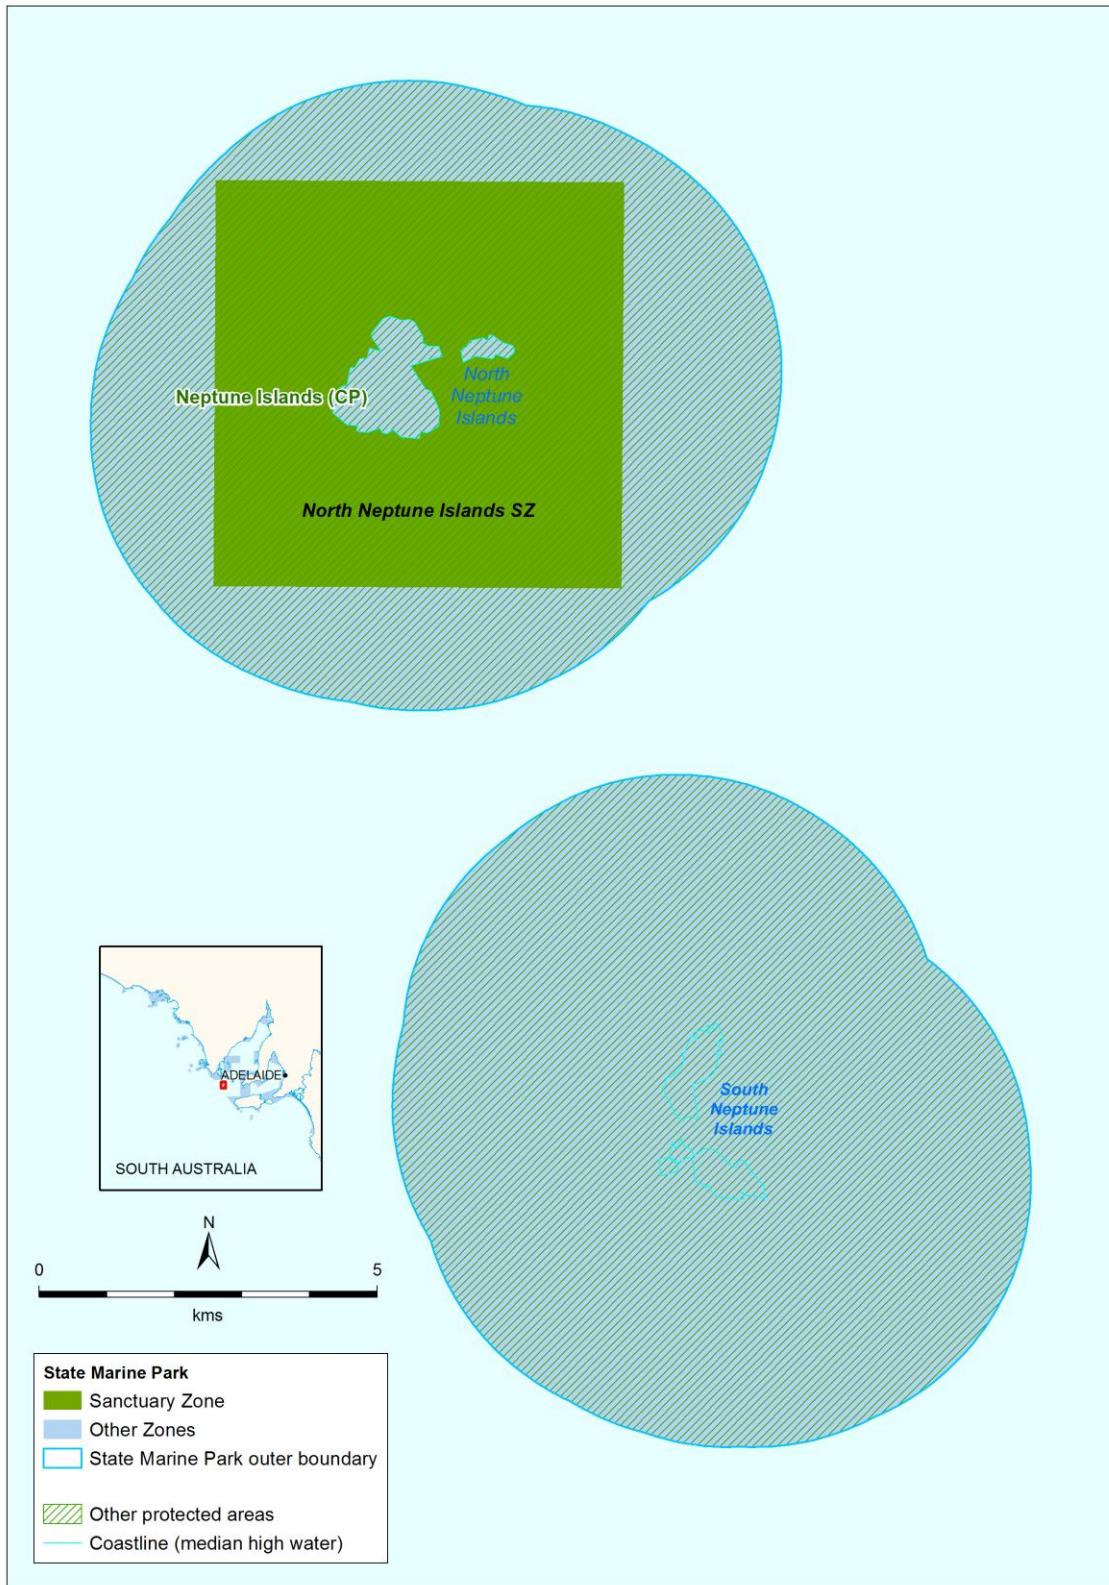 North
Neptune
Islands
Neptune Islands (CP)
North Neptune Islands SZ
South
Neptune
Islands
ADELAIDE
SOUTH AUSTRALIA
N
0 5
kms
State Marine Park
Sanctuary Zone
Other Zones
State Marine Park outer boundary
Other protected areas
Coastline (median high water)